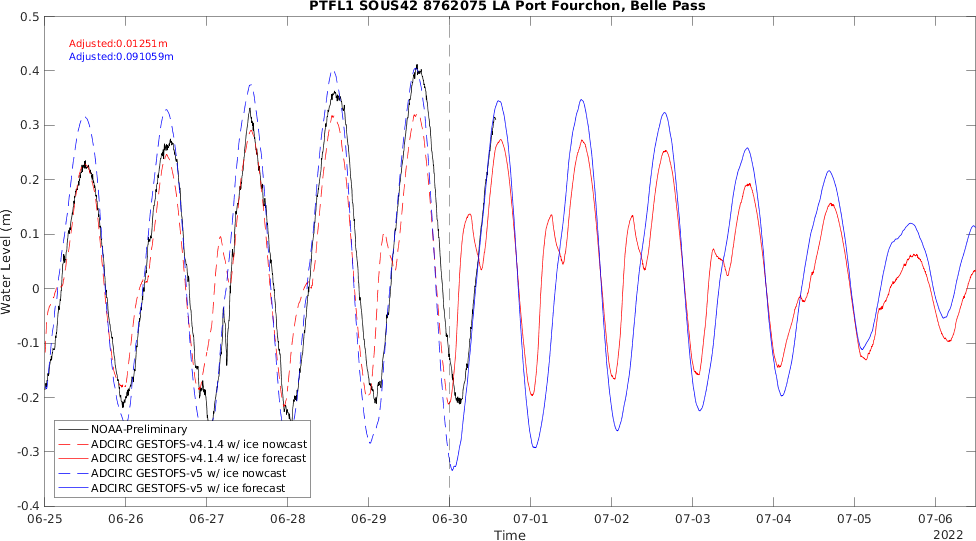 PTFL1 SOUS42 8762075 LA Port Fourchon, Belle Pass
Adjusted:0.01251m
Adjusted:0.091059m
0.5
0.4
0.3
0.2
0.1
0
-0.1
-0.2
-0.3
-0.4
Water Level (m)
NOAA-Preliminary
ADCIRC GESTOFS-v4.1.4 w/ ice nowcast
ADCIRC GESTOFS-v4.1.4 w/ ice forecast
ADCIRC GESTOFS-v5 w/ ice nowcast
ADCIRC GESTOFS-v5 w/ ice forecast
06-25 06-26 06-27 06-28 06-29 06-30 07-01 07-02 07-03 07-04 07-05 07-06
Time
2022